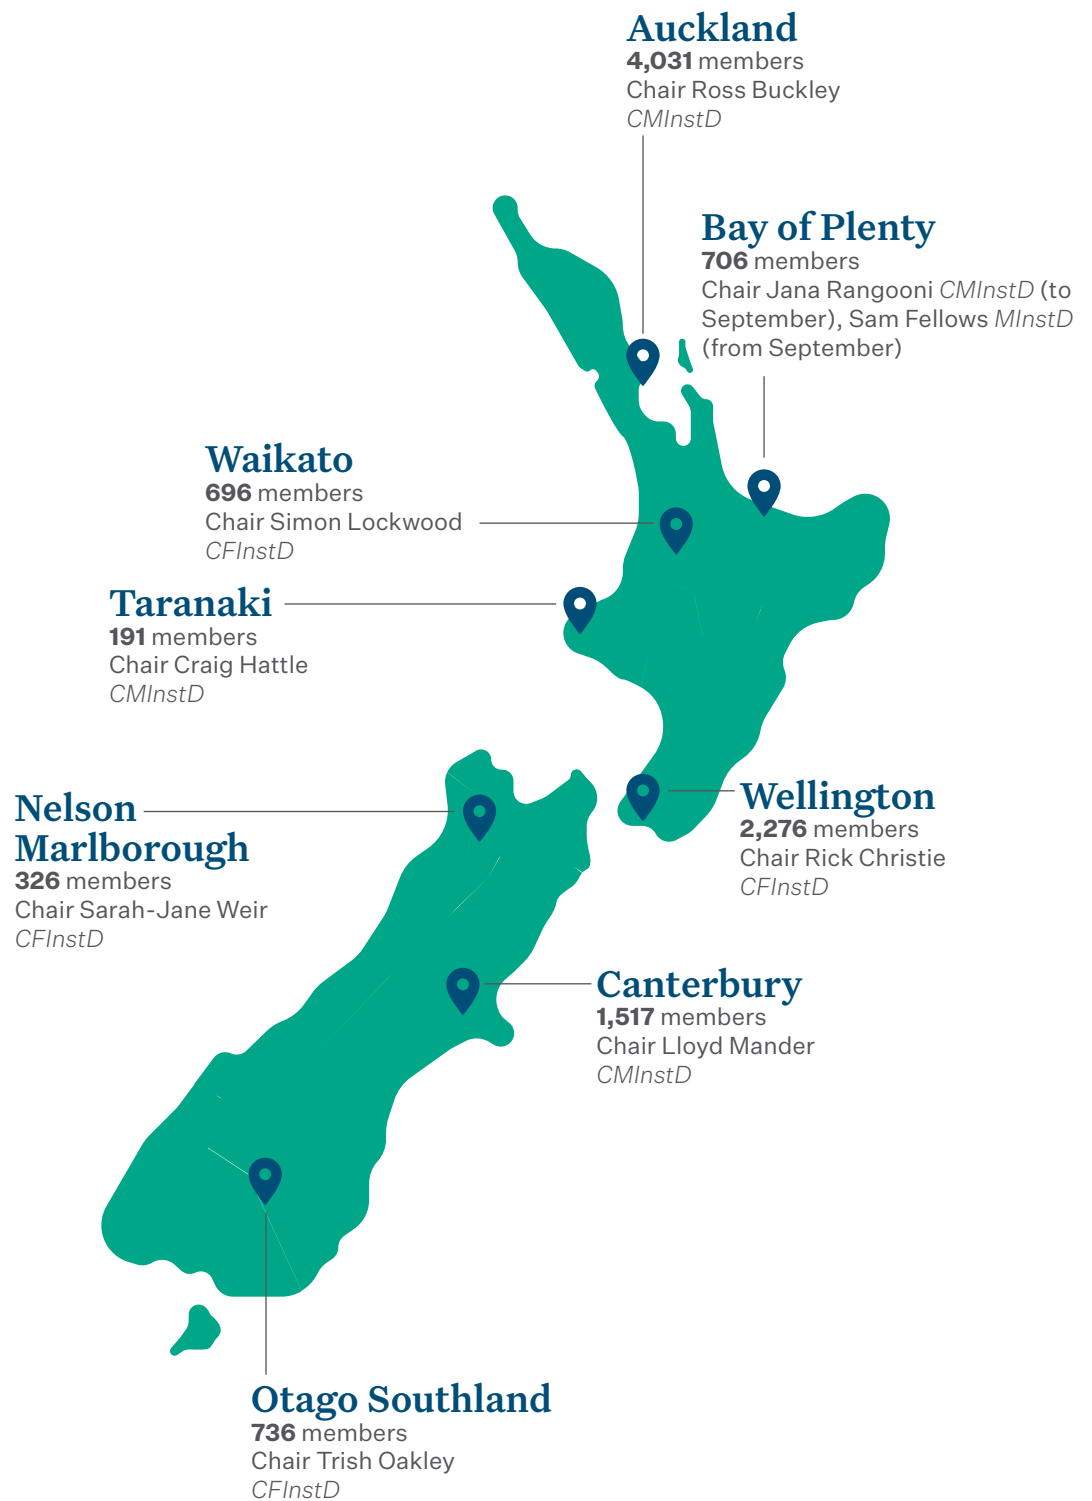 Auckland
4,031 members
Chair Ross Buckley
CMInstD
Bay of Plenty
706 members
Chair Jana Rangooni CMInstD (to
September), Sam Fellows MInstD
(from September)
Waikato
696 members
Chair Simon Lockwood
CFInstD
Taranaki
191 members
Chair Craig Hattle
CMInstD
Nelson
Marlborough
326 members
Chair Sarah-Jane Weir
CFInstD
Wellington
2,276 members
Chair Rick Christie
CFInstD
Canterbury
1,517 members
Chair Lloyd Mander
CMInstD
Otago Southland
736 members
Chair Trish Oakley
CFInstD